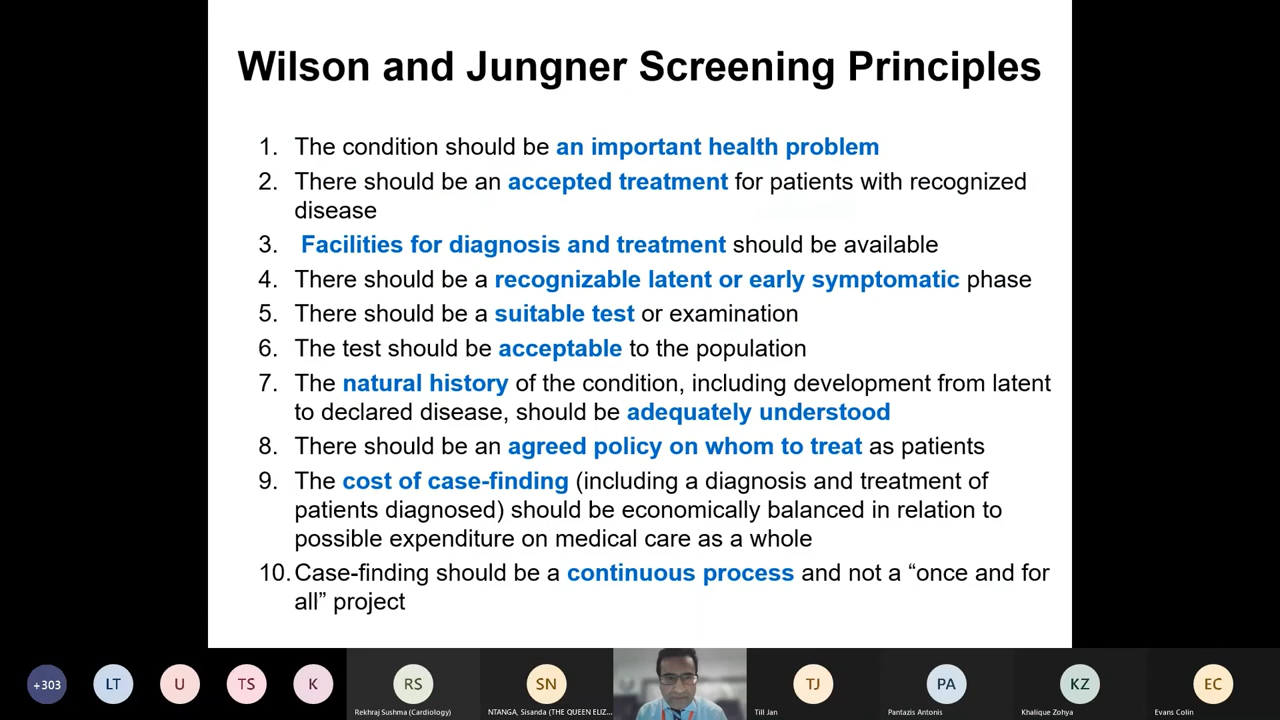 Wilson and Jungner Screening Principles
1. The condition should be an important health problem
2. There should be an accepted treatment for patients with recognized
disease
3. Facilities for diagnosis and treatment should be available
4. There should be a recognizable latent or early symptomatic phase
5. There should be a suitable test or examination
6. The test should be acceptable to the population
7. The natural history of the condition, including development from latent
to declared disease, should be adequately understood
8. There should be an agreed policy on whom to treat as patients
9. The cost of case-finding (including a diagnosis and treatment of
patients diagnosed) should be economically balanced in relation to
possible expenditure on medical care as a whole
10. Case-finding should be a continuous process and not a “once and for
all” project
+303 LT U TS K RS SN TJ PA KZ EC
Rekhraj Sushma (Cardiology) NTANGA, Sisanda (THE QUEEN ELIZ... Till Jan Pantazis Antonis Khalique Zohya Evans Colin